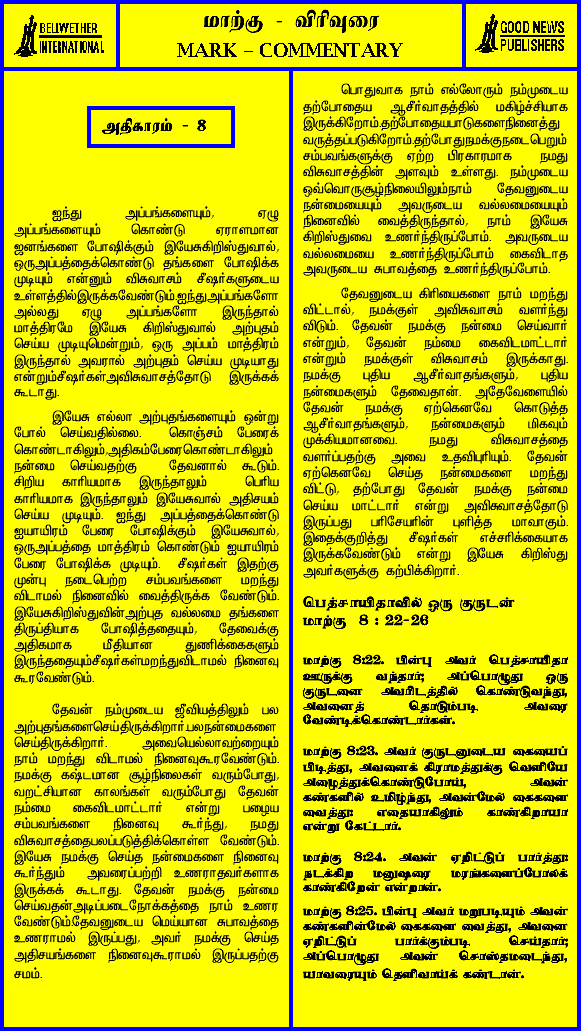 BELWETHER
INTERNATIONAL
மாற்கு - விரிவுரை
MARK – COMMENTARY
GOOD NEWS
PUBLISHERS
அதிகாரம் - 8
ஐந்து அப்பங்களையும், ஏழு
அப்பங்களையும் கொண்டு ஏராளமான
ஜனங்களை போஷிக்கும் இயேசுகிறிஸ்துவால்,
ஒருஅப்பத்தைக்கொண்டு தங்களை போஷிக்க
முடியும் என்னும் விசுவாசம் சீஷர்களுடைய
உள்ளத்தில்இருக்கவேண்டும்.ஐந்துஅப்பங்களோ
அல்லது ஏழு அப்பங்களோ இருந்தால்
மாத்திரமே இயேசு கிறிஸ்துவால் அற்புதம்
செய்ய முடியுமென்றும், ஒரு அப்பம் மாத்திரம்
இருந்தால் அவரால் அற்புதம் செய்ய முடியாது
என்றும்சீஷர்கள்அவிசுவாசத்தோடு இருக்கக்
கூடாது.
இயேசு எல்லா அற்புதங்களையும் ஒன்று
போல் செய்வதில்லை. கொஞ்சம் பேரைக்
கொண்டாகிலும்,அதிகம்பேரைகொண்டாகிலும்
நன்மை செய்வதற்கு தேவனால் கூடும்.
சிறிய காரியமாக இருந்தாலும் பெரிய
காரியமாக இருந்தாலும் இயேசுவால் அதிசயம்
செய்ய முடியும். ஐந்து அப்பத்தைக்கொண்டு
ஐயாயிரம் பேரை போஷிக்கும் இயேசுவால்,
ஒருஅப்பத்தை மாத்திரம் கொண்டும் ஐயாயிரம்
பேரை போஷிக்க முடியும். சீஷர்கள் இதற்கு
முன்பு நடைபெற்ற சம்பவங்களை மறந்து
விடாமல் நினைவில் வைத்திருக்க வேண்டும்.
இயேசுகிறிஸ்துவின்அற்புத வல்லமை தங்களை
திருப்தியாக போஷித்ததையும், தேவைக்கு
அதிகமாக மீதியான துணிக்கைகளும்
இருந்ததையும்சீஷர்கள்மறந்துவிடாமல் நினைவு
கூரவேண்டும்.
தேவன் நம்முடைய ஜீவியத்திலும் பல
அற்புதங்களைசெய்திருக்கிறார்.பலநன்மைகளை
செய்திருக்கிறார். அவையெல்லாவற்றையும்
நாம் மறந்து விடாமல் நினைவுகூரவேண்டும்.
நமக்கு கஷ்டமான சூழ்நிலைகள் வரும்போது,
வறட்சியான காலங்கள் வரும்போது தேவன்
நம்மை கைவிடமாட்டார் என்று பழைய
சம்பவங்களை நினைவு கூர்ந்து, நமது
விசுவாசத்தைபலப்படுத்திக்கொள்ள வேண்டும்.
இயேசு நமக்கு செய்த நன்மைகளை நினைவு
கூர்ந்தும் அவரைப்பற்றி உணராதவர்களாக
இருக்கக் கூடாது. தேவன் நமக்கு நன்மை
செய்வதன்அடிப்படைநோக்கத்தை நாம் உணர
வேண்டும்.தேவனுடைய மெய்யான சுபாவத்தை
உணராமல் இருப்பது, அவர் நமக்கு செய்த
அதிசயங்களை நினைவுகூராமல் இருப்பதற்கு
சமம்.
பொதுவாக நாம் எல்லோரும் நம்முடைய
தற்போதைய ஆசீர்வாதத்தில் மகிழ்ச்சியாக
இருக்கிறோம்.தற்போதையபாடுகளைநினைத்து
வருத்தப்படுகிறோம்.தற்போதுநமக்குநடைபெறும்
சம்பவங்களுக்கு ஏற்ற பிரகாரமாக நமது
விசுவாசத்தின் அளவும் உள்ளது. நம்முடைய
ஒவ்வொருசூழ்நிலையிலும்நாம் தேவனுடைய
நன்மையையும் அவருடைய வல்லமையையும்
நினைவில் வைத்திருந்தால், நாம் இயேசு
கிறிஸ்துவை உணர்ந்திருப்போம். அவருடைய
வல்லமையை உணர்ந்திருப்போம் கைவிடாத
அவருடைய சுபாவத்தை உணர்ந்திருப்போம்.
தேவனுடைய கிரியைகளை நாம் மறந்து
விட்டால், நமக்குள் அவிசுவாசம் வளர்ந்து
விடும். தேவன் நமக்கு நன்மை செய்வார்
என்றும், தேவன் நம்மை கைவிடமாட்டார்
என்றும் நமக்குள் விசுவாசம் இருக்காது.
நமக்கு புதிய ஆசீர்வாதங்களும், புதிய
நன்மைகளும் தேவைதான். அதேவேளையில்
தேவன் நமக்கு ஏற்கெனவே கொடுத்த
ஆசீர்வாதங்களும், நன்மைகளும் மிகவும்
முக்கியமானவை. நமது விசுவாசத்தை
வளர்ப்பதற்கு அவை உதவிபுரியும். தேவன்
ஏற்கெனவே செய்த நன்மைகளை மறந்து
விட்டு, தற்போது தேவன் நமக்கு நன்மை
செய்ய மாட்டார் என்று அவிசுவாசத்தோடு
இருப்பது பரிசேயரின் புளித்த மாவாகும்.
இதைக்குறித்து சீஷர்கள் எச்சரிக்கையாக
இருக்கவேண்டும் என்று இயேசு கிறிஸ்து
அவர்களுக்கு கற்பிக்கிறார்.
பெத்சாயிதாவில் ஒரு குருடன்
மாற்கு 8 : 22-26
மாற்கு 8:22. பின்பு அவர் பெத்சாயிதா
ஊருக்கு வந்தார்; அப்பொழுது ஒரு
குருடனை அவரிடத்தில் கொண்டுவந்து,
அவனைத் தொடும்படி அவரை
வேண்டிக்கொண்டார்கள்.
மாற்கு 8:23. அவர் குருடனுடைய கையைப்
பிடித்து, அவனைக் கிராமத்துக்கு வெளியே
அழைத்துக்கொண்டுபோய், அவன்
கண்களில் உமிழ்ந்து, அவன்மேல் கைகளை
வைத்து: எதையாகிலும் காண்கிறாயா
என்று கேட்டார்.
மாற்கு 8:24. அவன் ஏறிட்டுப் பார்த்து:
நடக்கிற மனுஷரை மரங்களைப்போலக்
காண்கிறேன் என்றான்.
மாற்கு 8:25. பின்பு அவர் மறுபடியும் அவன்
கண்களின்மேல் கைகளை வைத்து, அவனை
ஏறிட்டுப் பார்க்கும்படி செய்தார்;
அப்பொழுது அவன் சொஸ்தமடைந்து,
யாவரையும் தெளிவாய்க் கண்டான்.